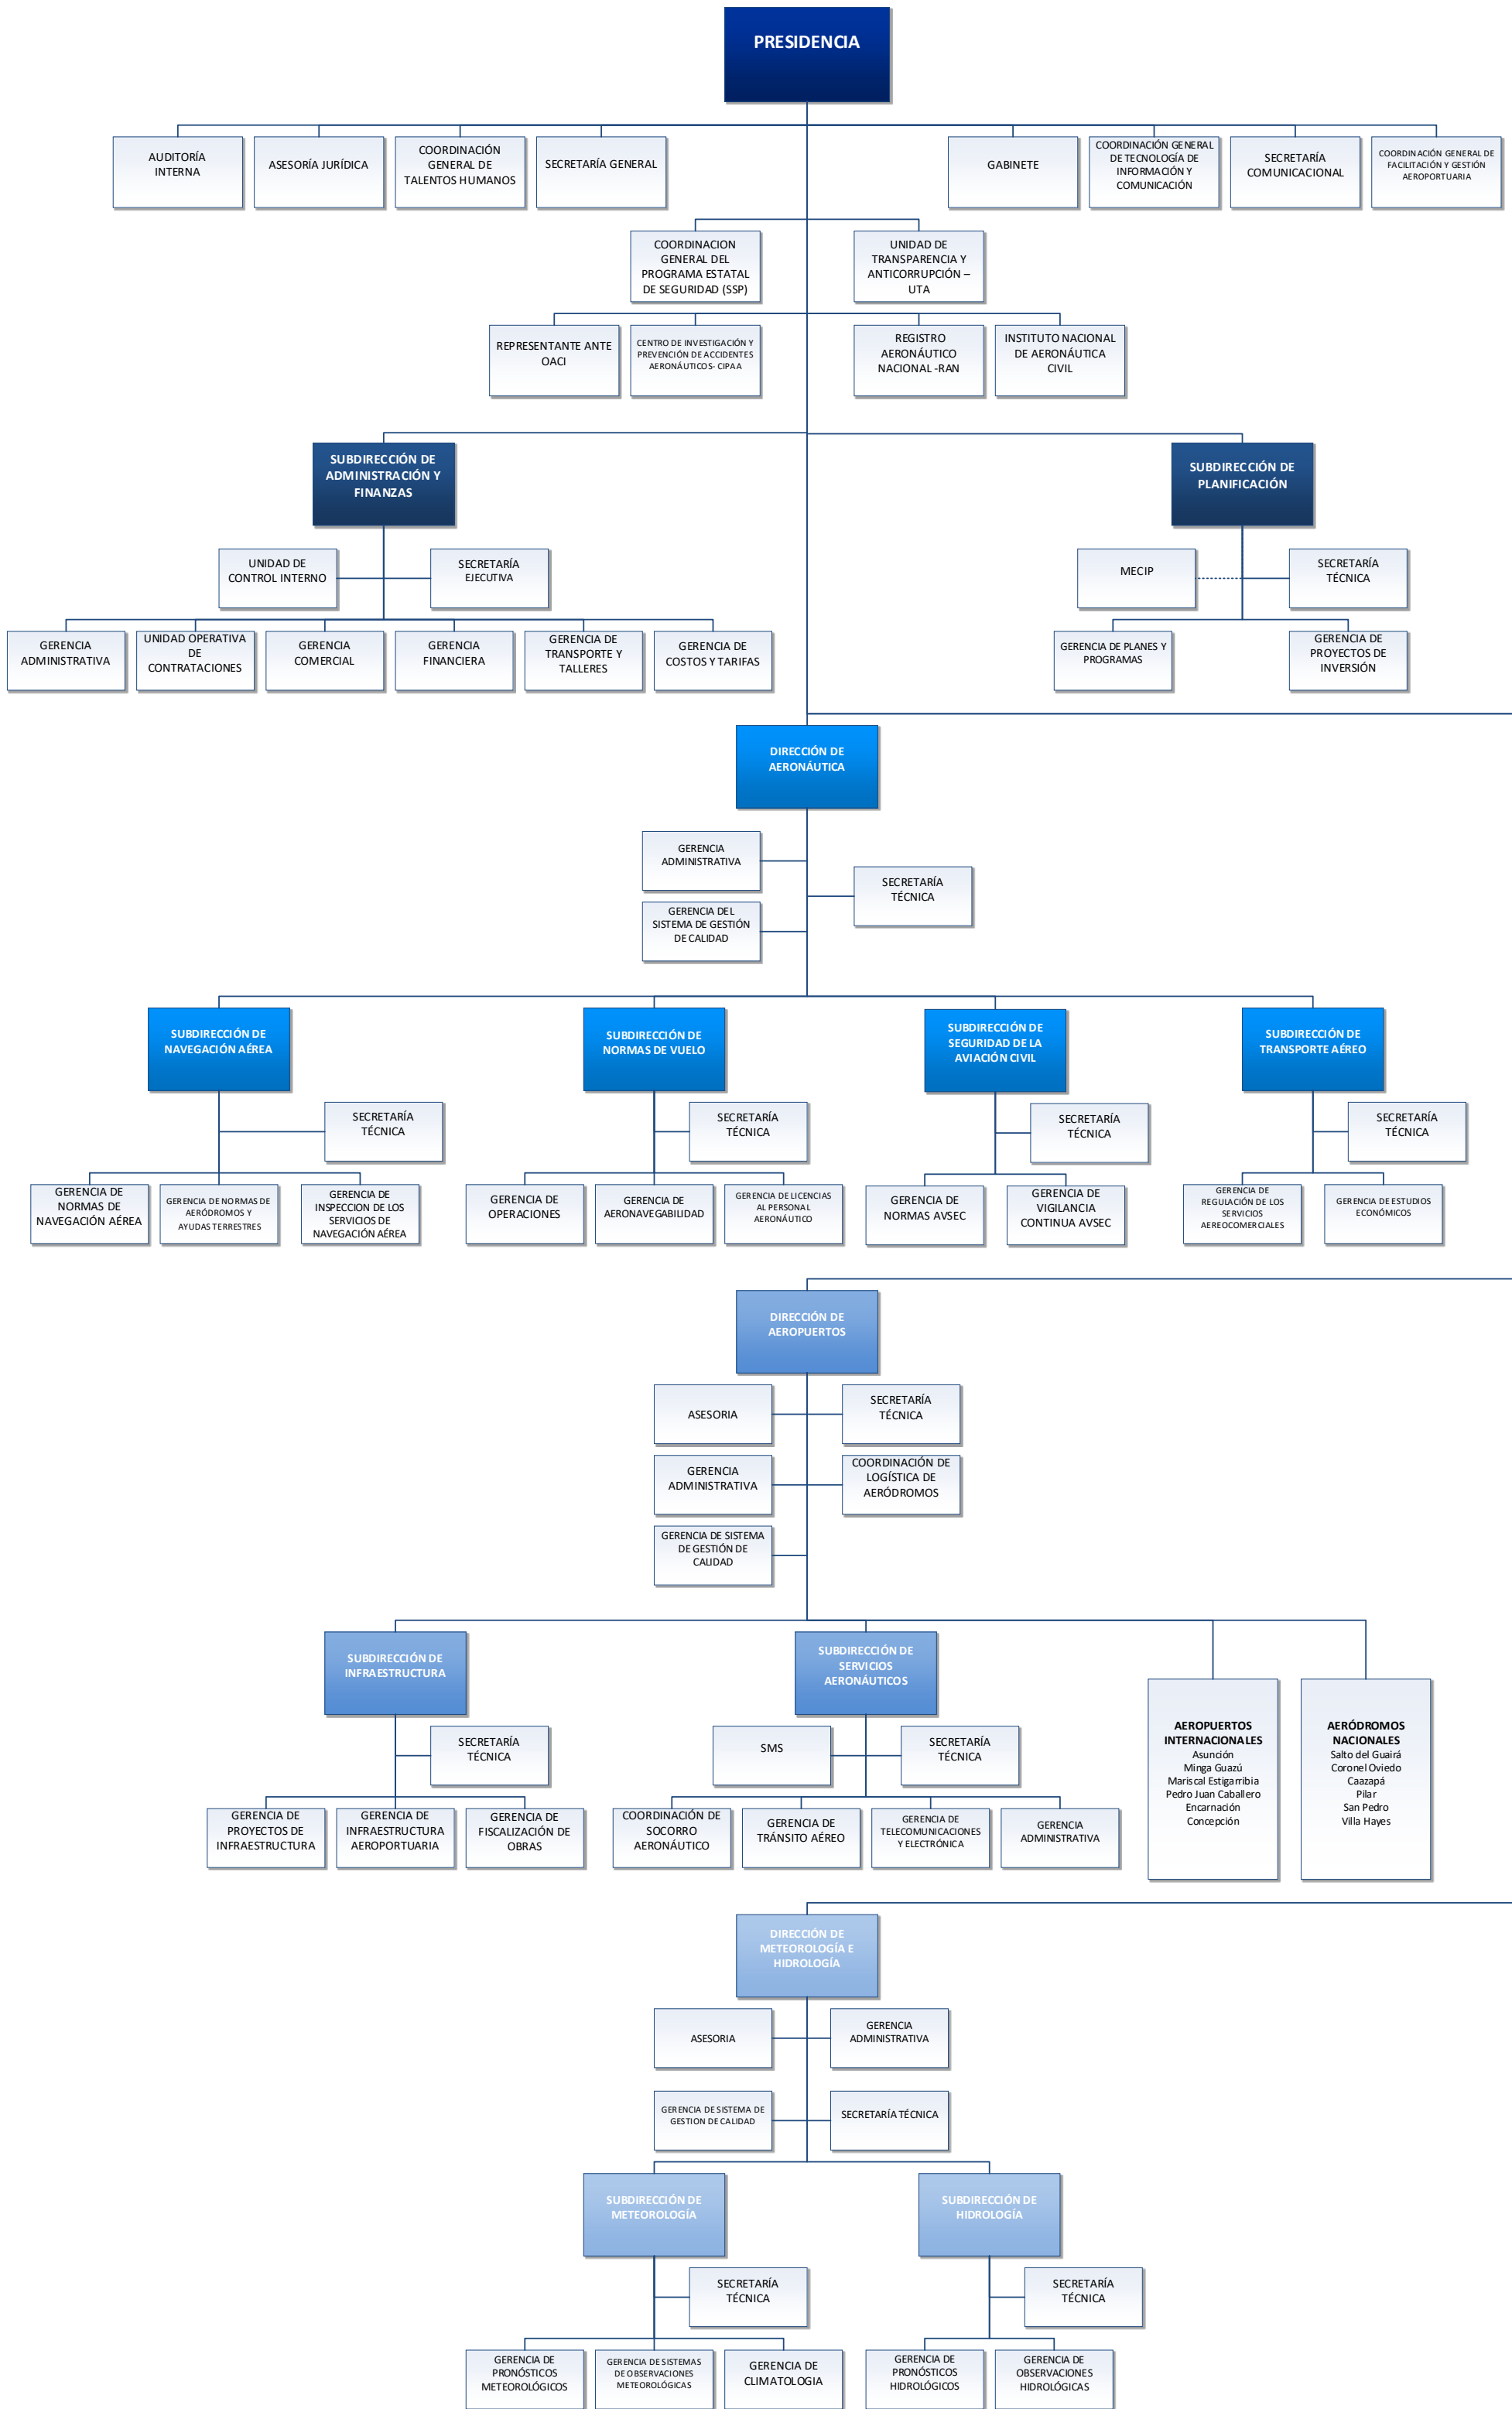 PRESIDENCIA
AUDITORÍA
INTERNA
ASESORÍA JURÍDICA
COORDINACIÓN
GENERAL DE
TALENTOS HUMANOS
SECRETARÍA GENERAL
GABINETE
COORDINACIÓN GENERAL
DE TECNOLOGÍA DE
INFORMACIÓN Y
COMUNICACIÓN
SECRETARÍA
COMUNICACIONAL
COORDINACIÓN GENERAL DE
FACILITACIÓN Y GESTIÓN
AEROPORTUARIA
COORDINACION
GENERAL DEL
PROGRAMA ESTATAL
DE SEGURIDAD (SSP)
UNIDAD DE
TRANSPARENCIA Y
ANTICORRUPCIÓN –
UTA
REPRESENTANTE ANTE
OACI
CENTRO DE INVESTIGACIÓN Y
PREVENCIÓN DE ACCIDENTES
AERONÁUTICOS- CIPAA
REGISTRO
AERONÁUTICO
NACIONAL -RAN
INSTITUTO NACIONAL
DE AERONÁUTICA
CIVIL
SUBDIRECCIÓN DE
ADMINISTRACIÓN Y
FINANZAS
SUBDIRECCIÓN DE
PLANIFICACIÓN
UNIDAD DE
CONTROL INTERNO
SECRETARÍA
EJECUTIVA
MECIP
SECRETARÍA
TÉCNICA
GERENCIA
ADMINISTRATIVA
UNIDAD OPERATIVA
DE
CONTRATACIONES
GERENCIA
COMERCIAL
GERENCIA
FINANCIERA
GERENCIA DE
TRANSPORTE Y
TALLERES
GERENCIA DE
COSTOS Y TARIFAS
GERENCIA DE PLANES Y
PROGRAMAS
GERENCIA DE
PROYECTOS DE
INVERSIÓN
DIRECCIÓN DE
AERONÁUTICA
GERENCIA
ADMINISTRATIVA
SECRETARÍA
TÉCNICA
GERENCIA DEL
SISTEMA DE GESTIÓN
DE CALIDAD
SUBDIRECCIÓN DE
NAVEGACIÓN AÉREA
SUBDIRECCIÓN DE
NORMAS DE VUELO
SUBDIRECCIÓN DE
SEGURIDAD DE LA
AVIACIÓN CIVIL
SUBDIRECCIÓN DE
TRANSPORTE AÉREO
SECRETARÍA
TÉCNICA
SECRETARÍA
TÉCNICA
SECRETARÍA
TÉCNICA
SECRETARÍA
TÉCNICA
GERENCIA DE
NORMAS DE
NAVEGACIÓN AÉREA
GERENCIA DE NORMAS DE
AERÓDROMOS Y
AYUDAS TERRESTRES
GERENCIA DE
INSPECCION DE LOS
SERVICIOS DE
NAVEGACIÓN AÉREA
GERENCIA DE
OPERACIONES
GERENCIA DE
AERONAVEGABILIDAD
GERENCIA DE LICENCIAS
AL PERSONAL
AERONÁUTICO
GERENCIA DE
NORMAS AVSEC
GERENCIA DE
VIGILANCIA
CONTINUA AVSEC
GERENCIA DE
REGULACIÓN DE LOS
SERVICIOS
AEREOCOMERCIALES
GERENCIA DE ESTUDIOS
ECONÓMICOS
DIRECCIÓN DE
AEROPUERTOS
ASESORIA
SECRETARÍA
TÉCNICA
GERENCIA
ADMINISTRATIVA
COORDINACIÓN DE
LOGÍSTICA DE
AERÓDROMOS
GERENCIA DE SISTEMA
DE GESTIÓN DE
CALIDAD
SUBDIRECCIÓN DE
INFRAESTRUCTURA
SUBDIRECCIÓN DE
SERVICIOS
AERONÁUTICOS
AEROPUERTOS
INTERNACIONALES
Asunción
Minga Guazú
Mariscal Estigarribia
Pedro Juan Caballero
Encarnación
Concepción
AERÓDROMOS
NACIONALES
Salto del Guairá
Coronel Oviedo
Caazapá
Pilar
San Pedro
Villa Hayes
SECRETARÍA
TÉCNICA
SMS
SECRETARÍA
TÉCNICA
GERENCIA DE
PROYECTOS DE
INFRAESTRUCTURA
GERENCIA DE
INFRAESTRUCTURA
AEROPORTUARIA
GERENCIA DE
FISCALIZACIÓN DE
OBRAS
COORDINACIÓN DE
SOCORRO
AERONÁUTICO
GERENCIA DE
TRÁNSITO AÉREO
GERENCIA DE
TELECOMUNICACIONES
Y ELECTRÓNICA
GERENCIA
ADMINISTRATIVA
DIRECCIÓN DE
METEOROLOGÍA E
HIDROLOGÍA
ASESORIA
GERENCIA
ADMINISTRATIVA
GERENCIA DE SISTEMA DE
GESTION DE CALIDAD
SECRETARÍA TÉCNICA
SUBDIRECCIÓN DE
METEOROLOGÍA
SUBDIRECCIÓN DE
HIDROLOGÍA
SECRETARÍA
TÉCNICA
SECRETARÍA
TÉCNICA
GERENCIA DE
PRONÓSTICOS
METEOROLÓGICOS
GERENCIA DE SISTEMAS
DE OBSERVACIONES
METEOROLÓGICAS
GERENCIA DE
CLIMATOLOGIA
GERENCIA DE
PRONÓSTICOS
HIDROLÓGICOS
GERENCIA DE
OBSERVACIONES
HIDROLÓGICAS